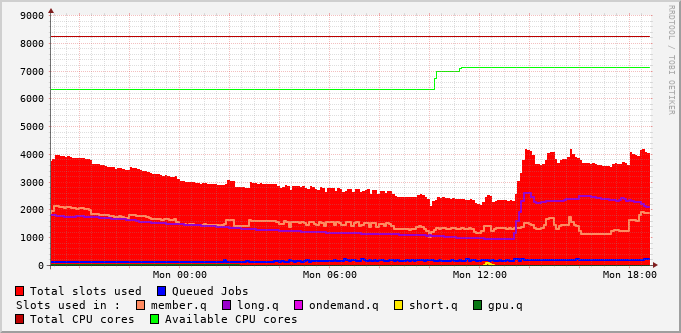 RRDTOOL / TOBI OETIKER
9000
8000
7000
6000
5000
4000
3000
2000
1000
0
Mon 00:00 Mon 06:00 Mon 12:00 Mon 18:00
Total slots used Queued Jobs
Slots used in : member.q long.q ondemand.q short.q gpu.q
Total CPU cores Available CPU cores